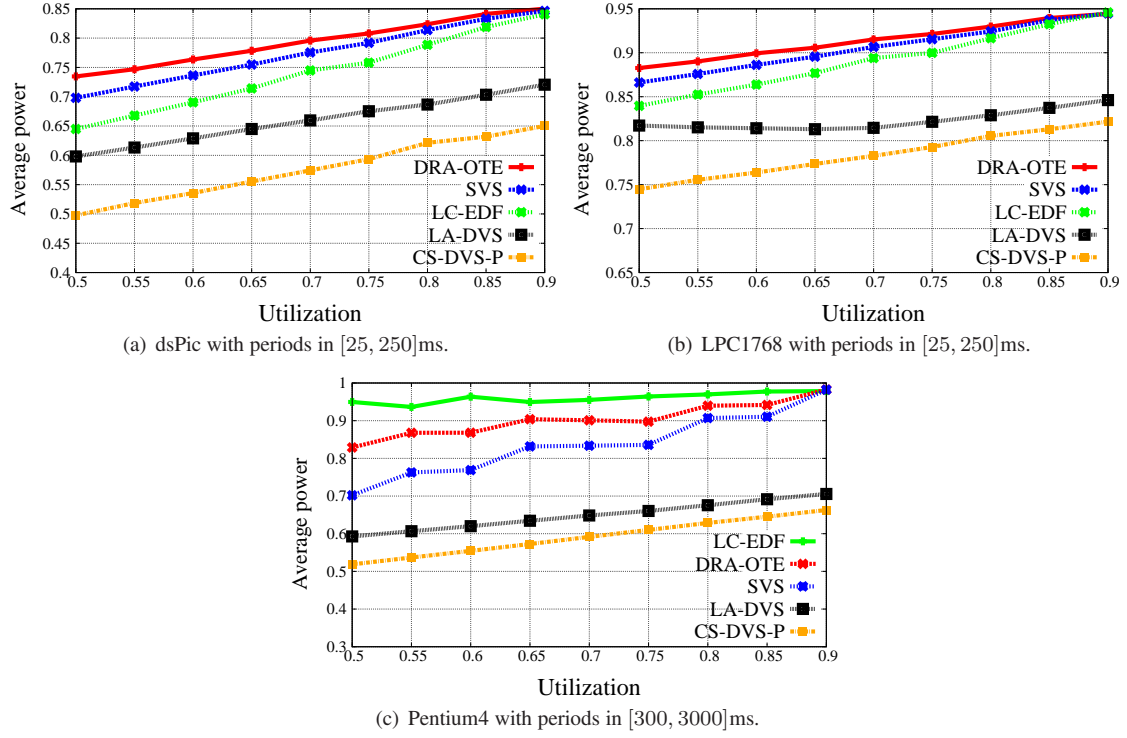 0.85
0.8
0.75
0.7
0.65
0.6
0.55
0.5
0.45
0.4
Average power
0.5 0.55 0.6 0.65 0.7 0.75 0.8 0.85 0.9
Utilization
DRA-OTE
SVS
LC-EDF
LA-DVS
CS-DVS-P
(a) dsPic with periods in [25, 250]ms.
0.95
0.9
0.85
0.8
0.75
0.7
0.65
Average power
0.5 0.55 0.6 0.65 0.7 0.75 0.8 0.85 0.9
Utilization
DRA-OTE
SVS
LC-EDF
LA-DVS
CS-DVS-P
(b) LPC1768 with periods in [25, 250]ms.
1
0.9
0.8
0.7
0.6
0.5
0.4
0.3
Average power
0.5 0.55 0.6 0.65 0.7 0.75 0.8 0.85 0.9
Utilization
LC-EDF
DRA-OTE
SVS
LA-DVS
CS-DVS-P
(c) Pentium4 with periods in [300, 3000]ms.